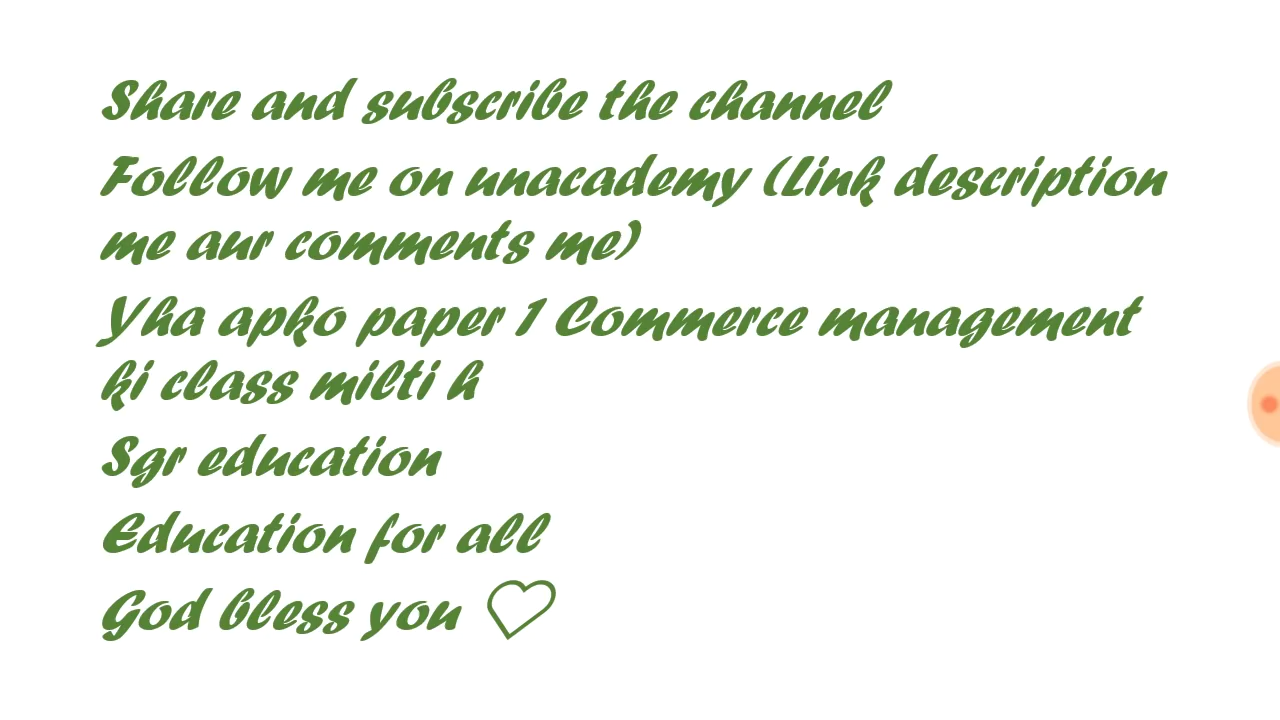 Share and subscribe the channel
Follow me on unacademy (Link description
me aur comments me)
Yha apko paper 1 Commerce management
ki class milti h
Sgr education
Education for all
God bless you ♡